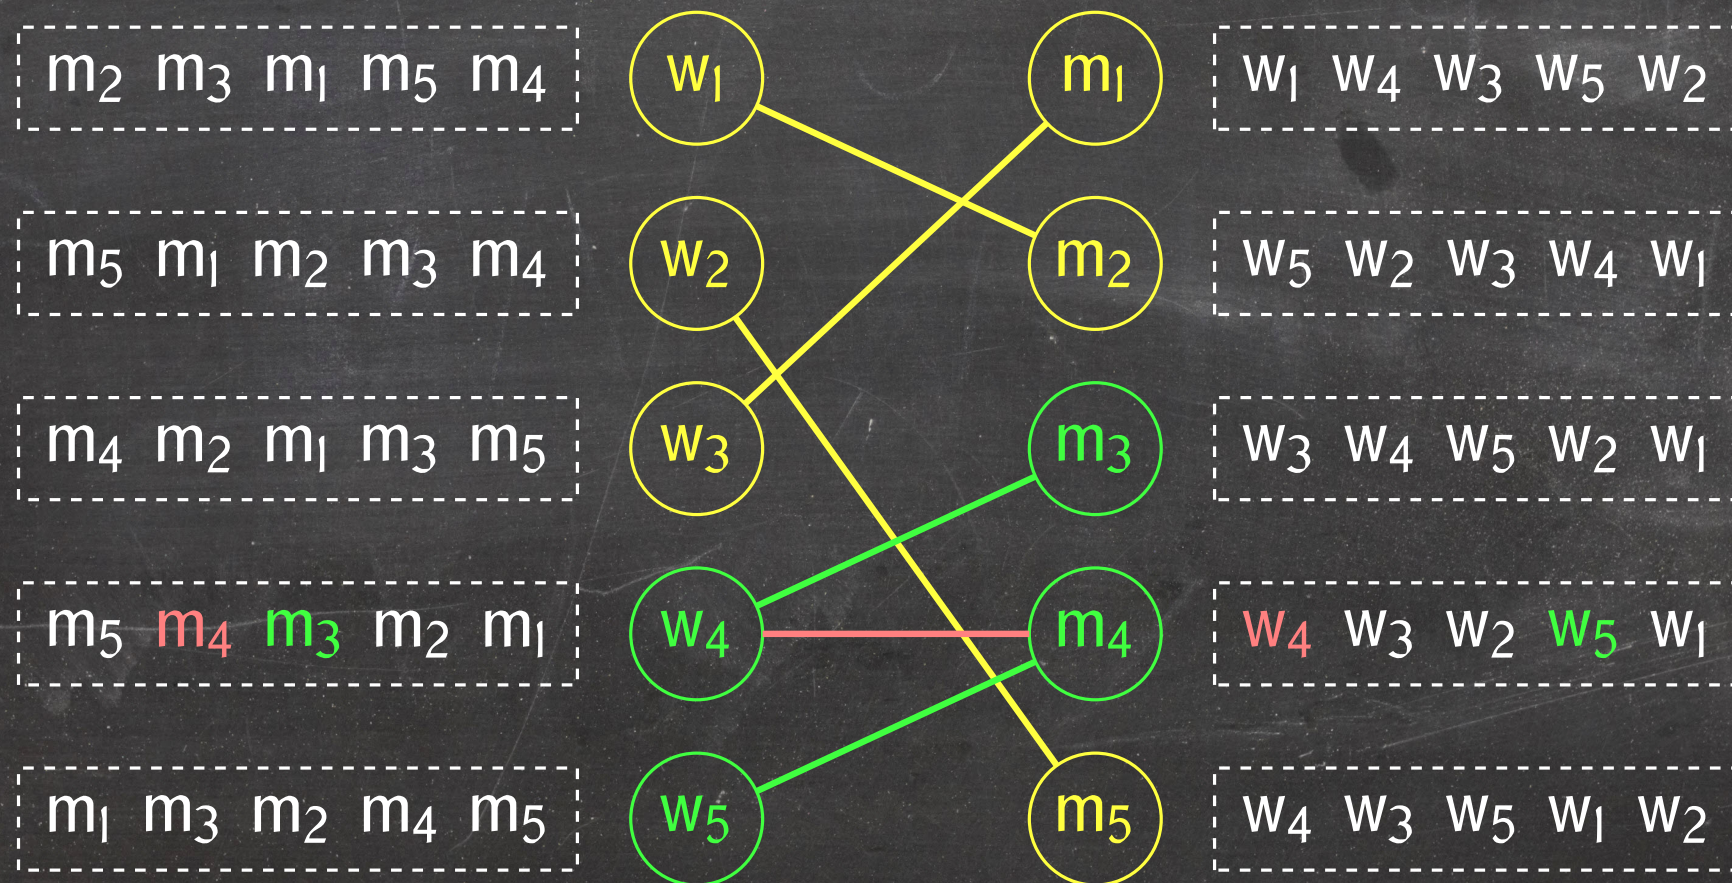 m₂ m₃ m₁ m₅ m₄ w₁ m₁ w₁ w₄ w₃ w₅ w₂
m₅ m₁ m₂ m₃ m₄ w₂ m₂ w₅ w₂ w₃ w₄ w₁
m₄ m₂ m₁ m₃ m₅ w₃ m₃ w₃ w₄ w₅ w₂ w₁
m₅ m₄ m₃ m₂ m₁ w₄ m₄ w₄ w₃ w₂ w₅ w₁
m₁ m₃ m₂ m₄ m₅ w₅ m₅ w₄ w₃ w₅ w₁ w₂